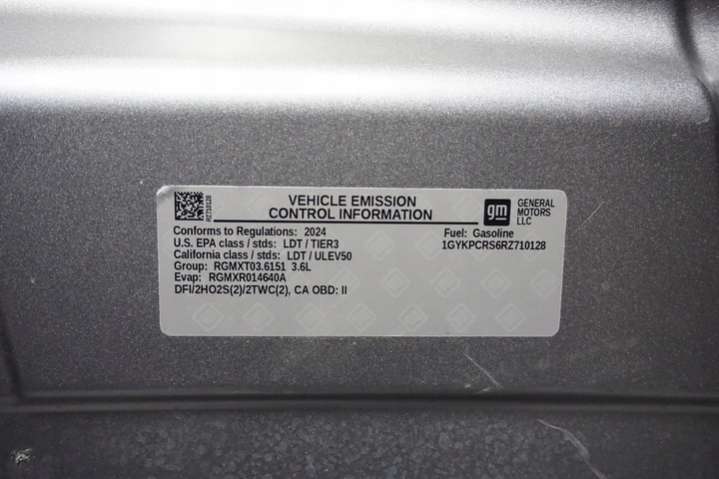 VEHICLE EMISSION
CONTROL INFORMATION
gm
GENERAL
MOTORS
LLC
Conforms to Regulations: 2024
Fuel: Gasoline
U.S. EPA class / stds: LDT / TIER3
1GYKPCRS6RZ710128
California class / stds: LDT / ULEV50
Group: RGMXT03.6151 3.6L
Evap: RGMXR014640A
DFI/2HO2S(2)/2TWC(2), CA OBD: II